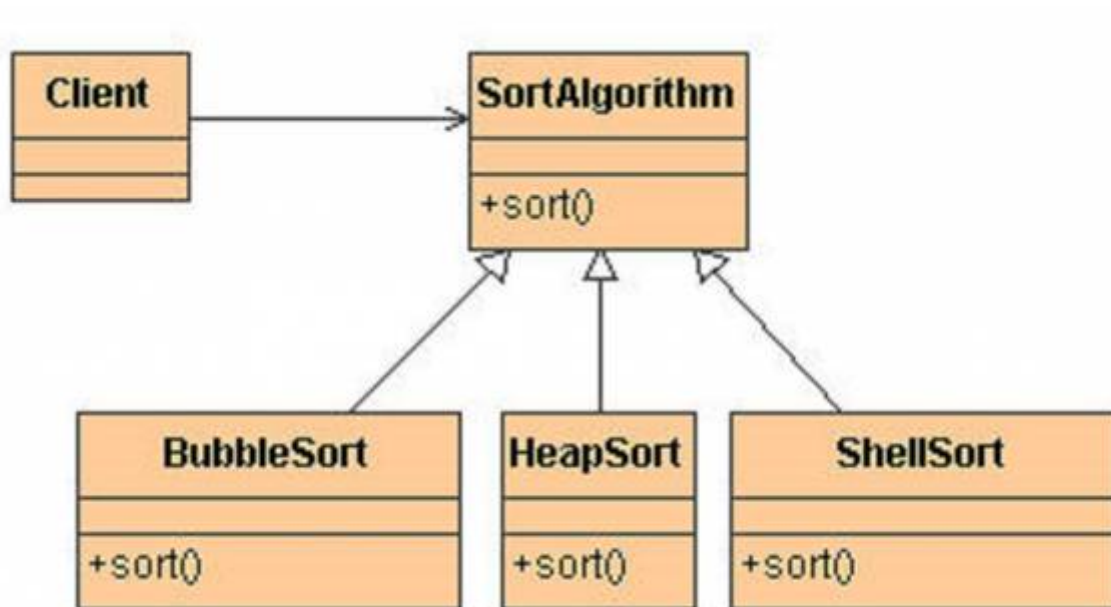 Client
SortAlgorithm
+sort()
BubbleSort
HeapSort
ShellSort
+sort()
+sort()
+sort()